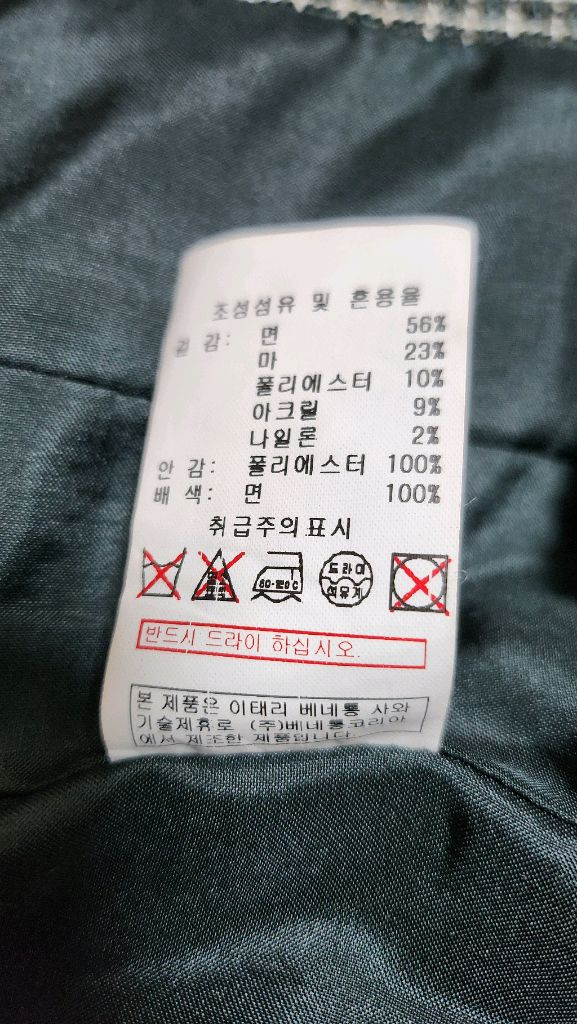 조성섬유 및 혼용율
겉 감: 면 56%
마 23%
폴리에스터 10%
아크릴 9%
나일론 2%
안 감: 폴리에스터 100%
배 색: 면 100%
취급주의표시
드라이
석유계
반드시 드라이 하십시오.
본 제품은 이태리 베네통 사와
기술제휴로 (주)베네통코리아
에서 제조한 제품입니다.